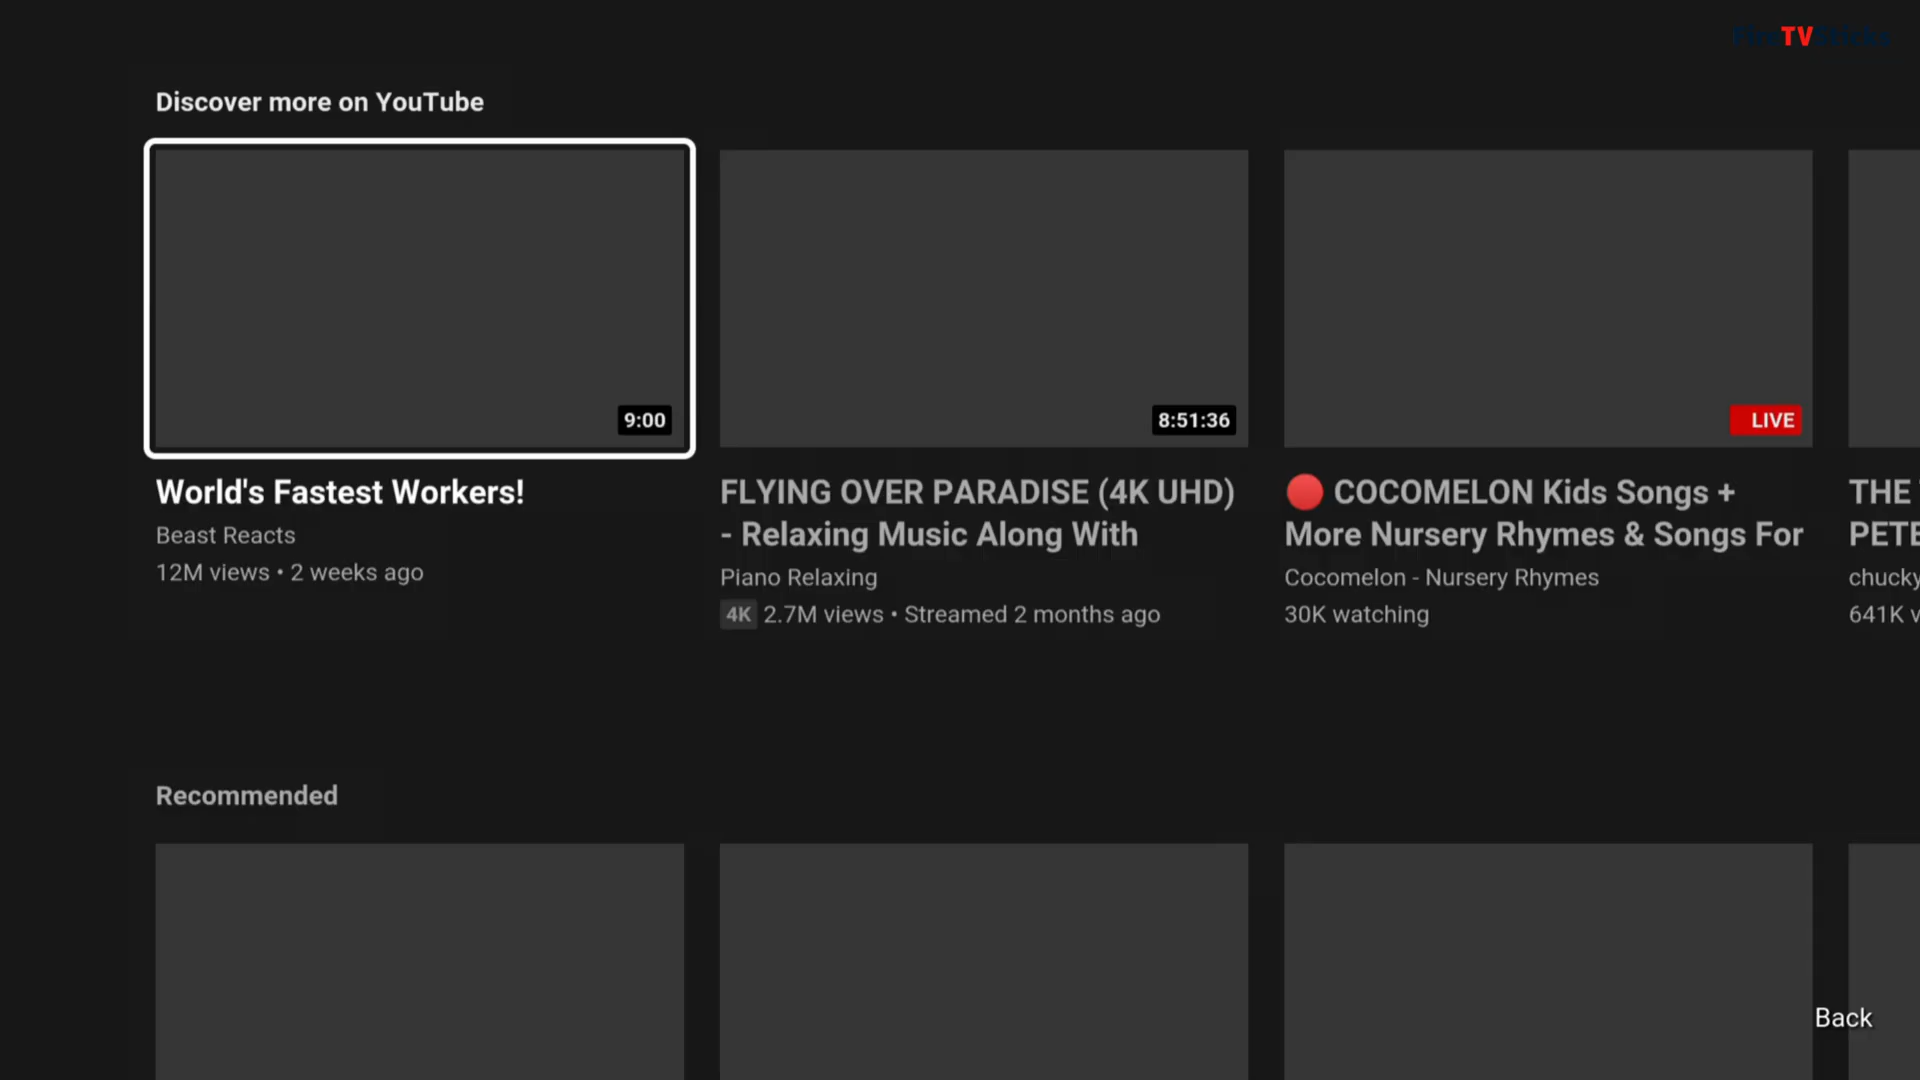 FireTVSticks
Discover more on YouTube
9:00
8:51:36
LIVE
World's Fastest Workers!
Beast Reacts
12M views • 2 weeks ago
FLYING OVER PARADISE (4K UHD)
- Relaxing Music Along With
Piano Relaxing
4K 2.7M views • Streamed 2 months ago
🔴 COCOMELON Kids Songs +
More Nursery Rhymes & Songs For
Cocomelon - Nursery Rhymes
30K watching
THE
PETE
chucky
641K v
Recommended
Back